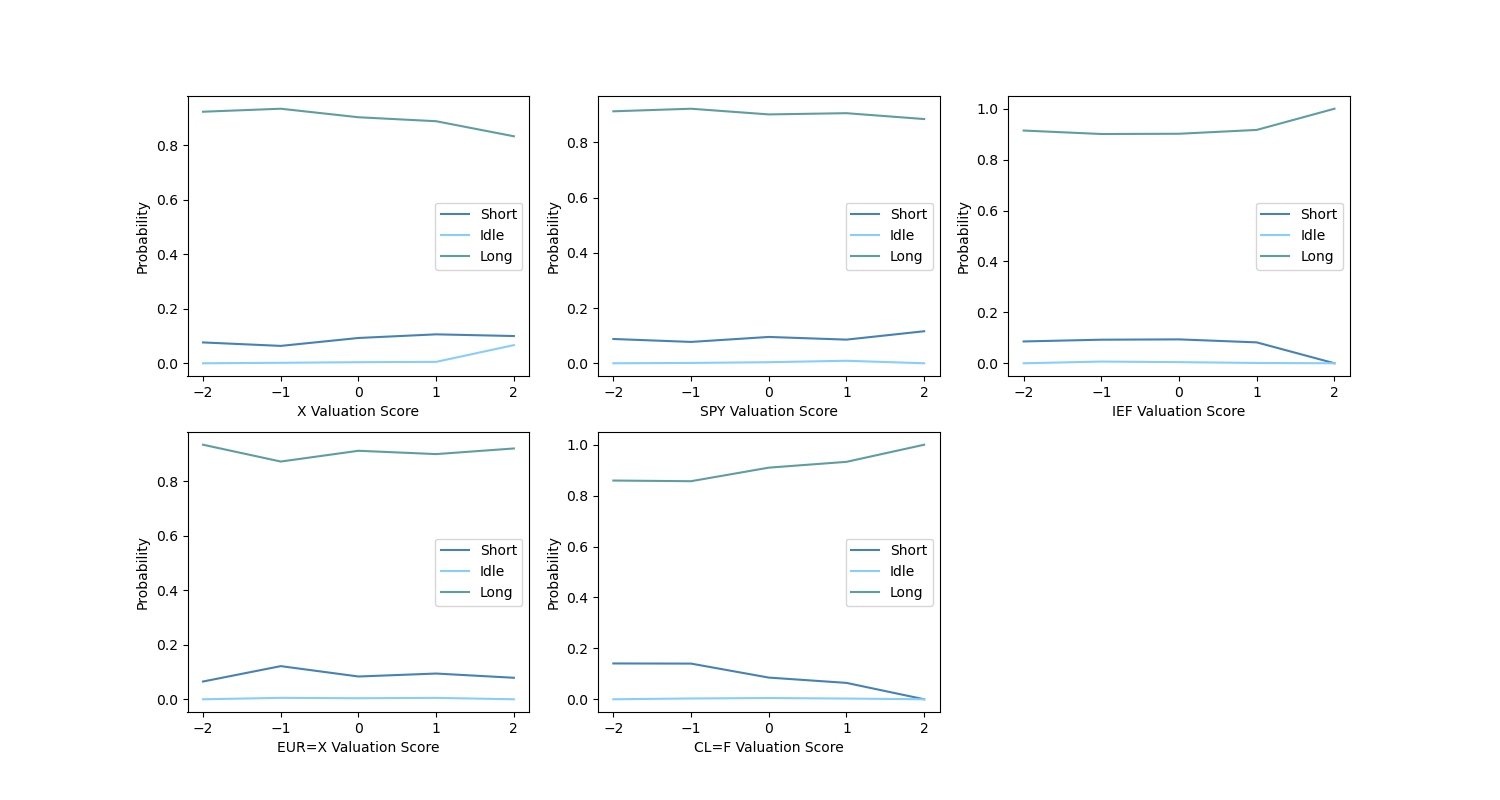 Probability
0.8
0.6
0.4
0.2
0.0
Short
Idle
Long
−2 −1 0 1 2
X Valuation Score
Probability
0.8
0.6
0.4
0.2
0.0
Short
Idle
Long
−2 −1 0 1 2
SPY Valuation Score
Probability
1.0
0.8
0.6
0.4
0.2
0.0
Short
Idle
Long
−2 −1 0 1 2
IEF Valuation Score
Probability
0.8
0.6
0.4
0.2
0.0
Short
Idle
Long
−2 −1 0 1 2
EUR=X Valuation Score
Probability
1.0
0.8
0.6
0.4
0.2
0.0
Short
Idle
Long
−2 −1 0 1 2
CL=F Valuation Score